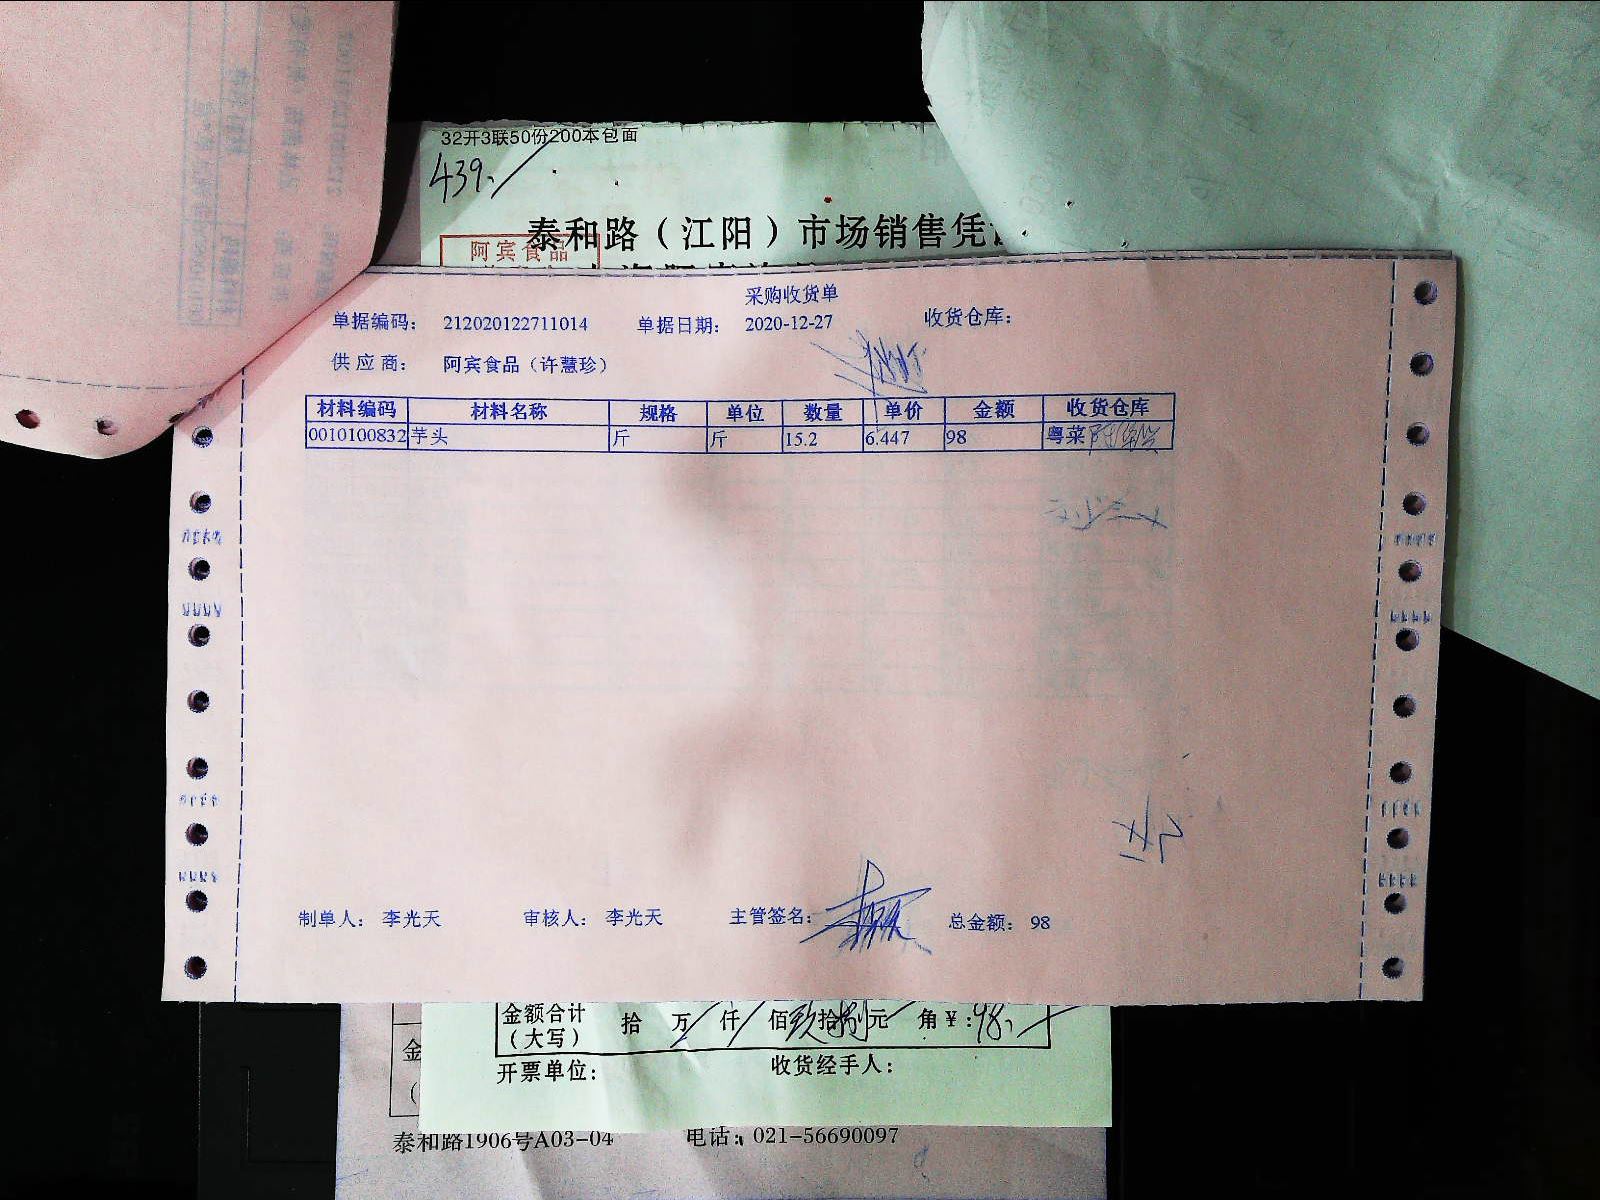 32开3联50份200本包面
439.
泰和路（江阳）市场销售凭
阿宾食品
采购收货单
单据编码： 212020122711014 单据日期： 2020-12-27 收货仓库：
供应商： 阿宾食品（许慧珍）
材料编码 材料名称 规格 单位 数量 单价 金额 收货仓库
0010100832 芋头 斤 斤 15.2 6.447 98 粤菜
制单人： 李光天 审核人： 李光天 主管签名： 总金额： 98
金额合计（大写） 拾 万 仟 佰 玖 拾 捌 元 角 ￥：98.
开票单位： 收货经手人：
金
泰和路1906号A03-04 电话：021-56690097